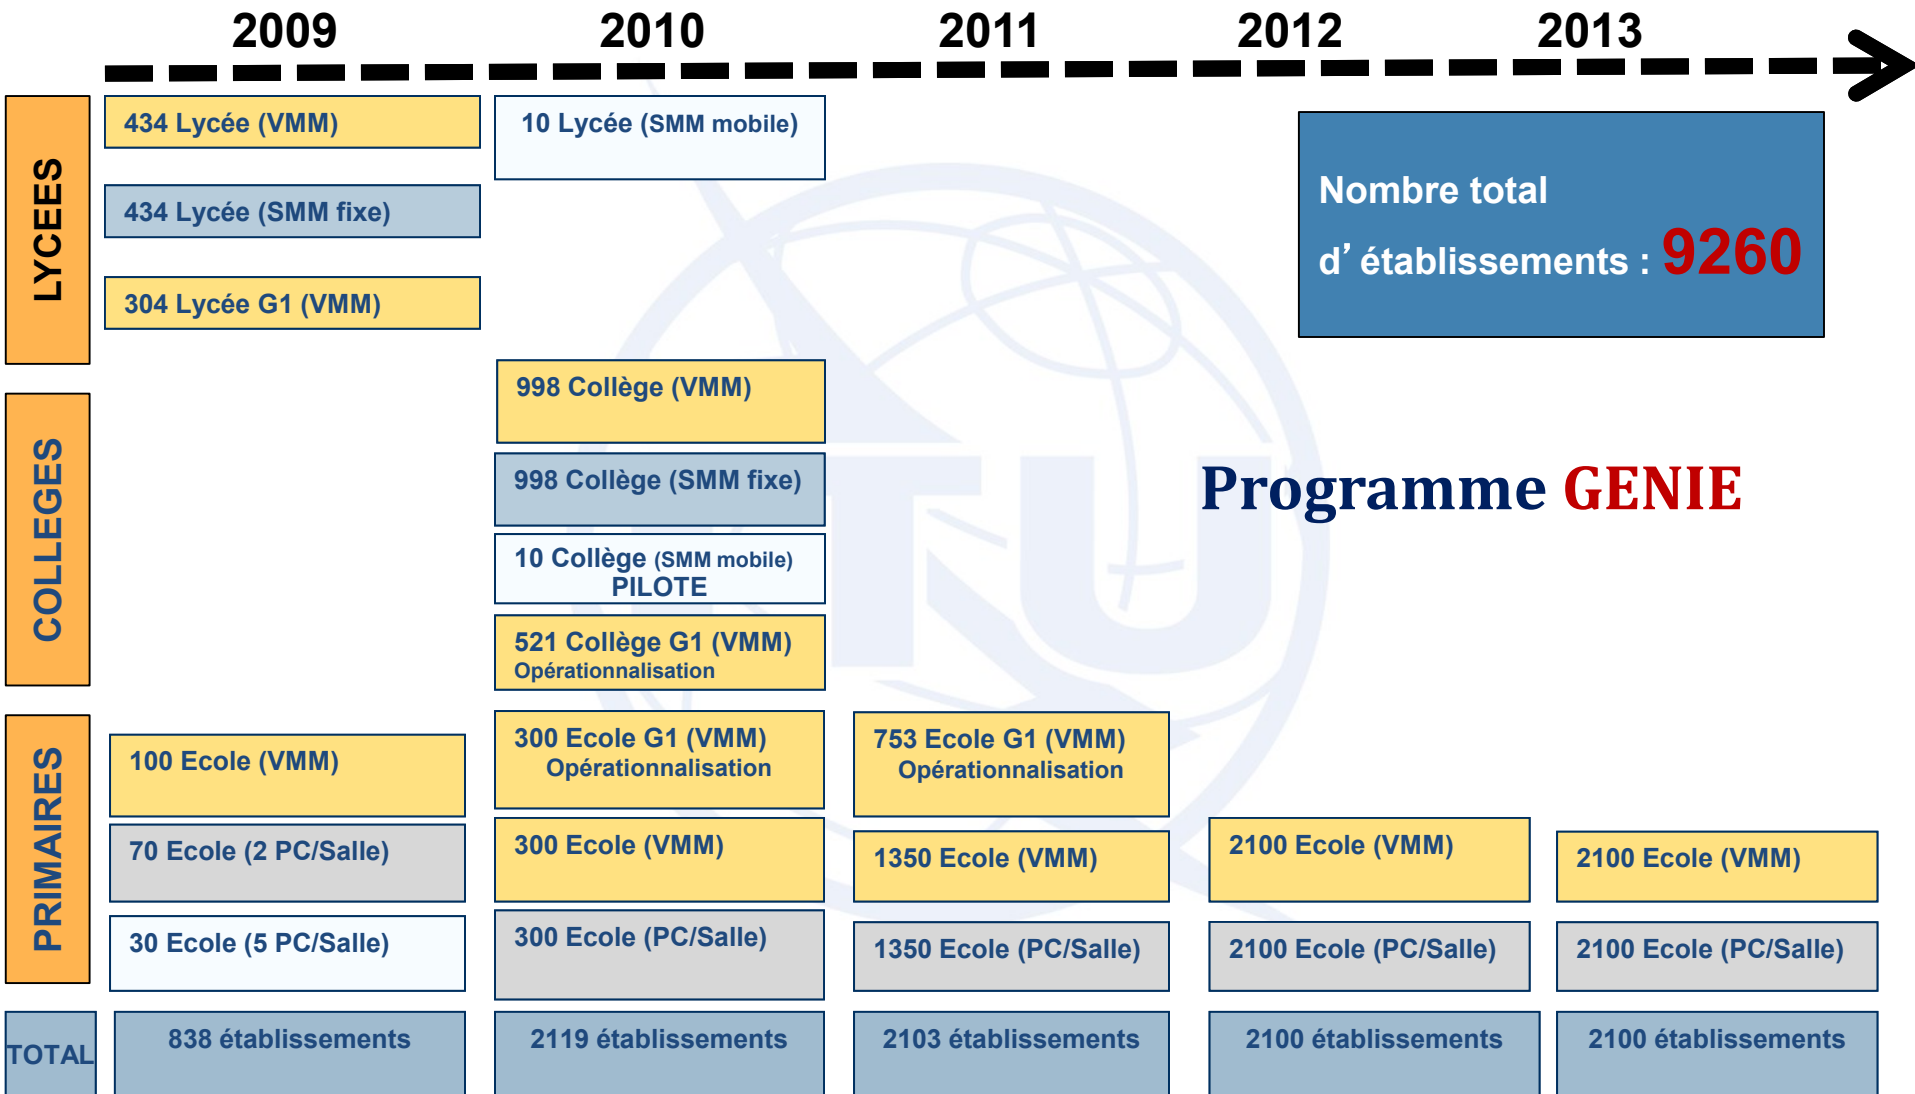 2009 2010 2011 2012 2013
LYCEES
434 Lycée (VMM)
10 Lycée (SMM mobile)
434 Lycée (SMM fixe)
304 Lycée G1 (VMM)
Nombre total
d’ établissements : 9260
COLLEGES
998 Collège (VMM)
998 Collège (SMM fixe)
10 Collège (SMM mobile)
PILOTE
521 Collège G1 (VMM)
Opérationnalisation
Programme GENIE
PRIMAIRES
100 Ecole (VMM)
300 Ecole G1 (VMM)
Opérationnalisation
753 Ecole G1 (VMM)
Opérationnalisation
70 Ecole (2 PC/Salle)
300 Ecole (VMM)
1350 Ecole (VMM)
2100 Ecole (VMM)
2100 Ecole (VMM)
30 Ecole (5 PC/Salle)
300 Ecole (PC/Salle)
1350 Ecole (PC/Salle)
2100 Ecole (PC/Salle)
2100 Ecole (PC/Salle)
TOTAL
838 établissements
2119 établissements
2103 établissements
2100 établissements
2100 établissements
ITU